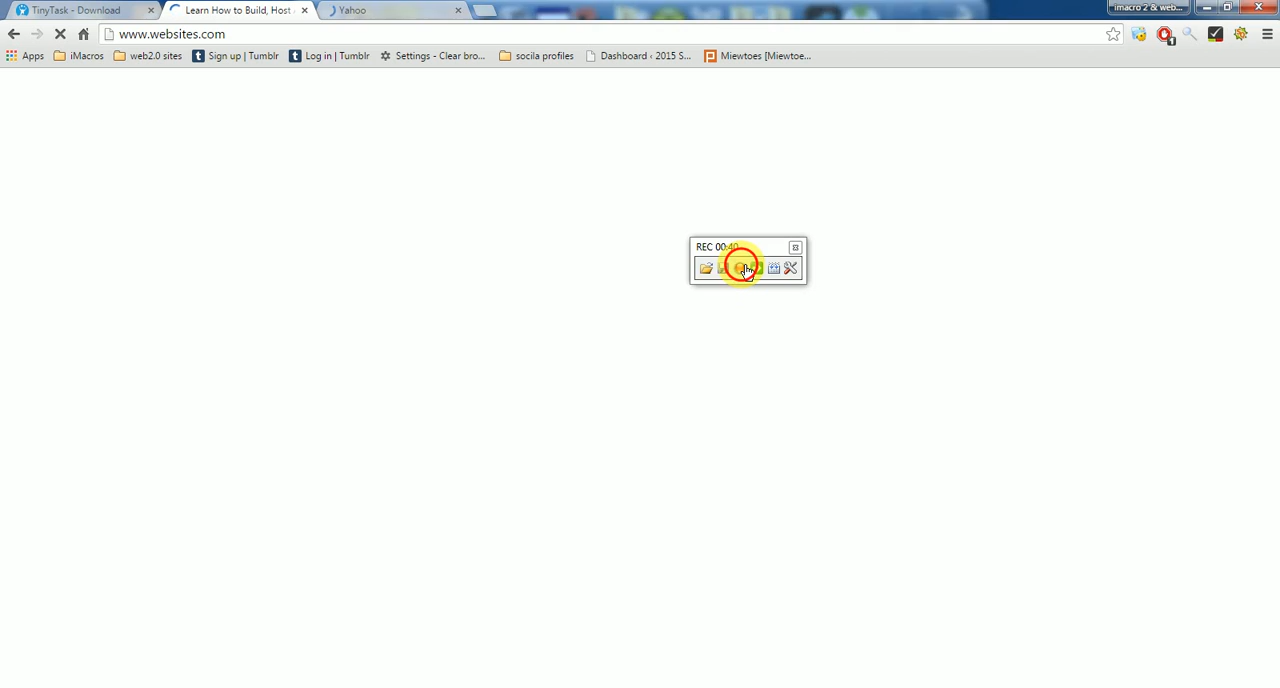 TinyTask - Download
Learn How to Build, Host
Yahoo
imacro 2 & web...
www.websites.com
1
Apps
iMacros
web2.0 sites
Sign up | Tumblr
Log in | Tumblr
Settings - Clear bro...
socila profiles
Dashboard ‹ 2015 S...
Miewtoes [Miewtoe...
REC 00:40